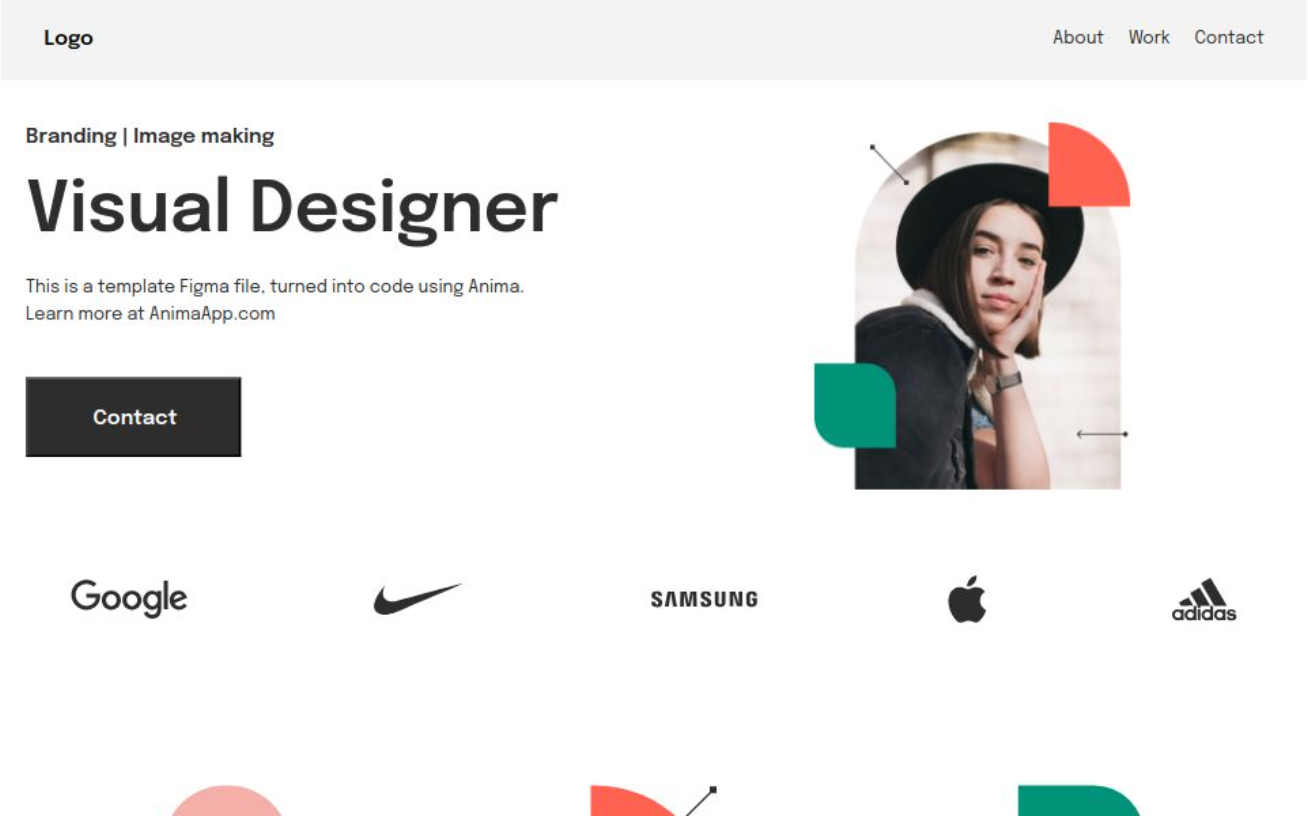 Logo
About Work Contact
Branding | Image making
Visual Designer
This is a template Figma file, turned into code using Anima.
Learn more at AnimaApp.com
Contact
Google
SAMSUNG
adidas